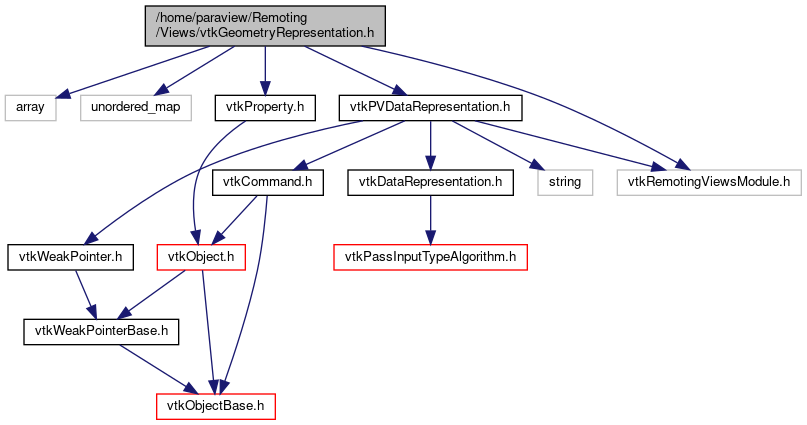 /home/paraview/Remoting
/Views/vtkGeometryRepresentation.h
array
unordered_map
vtkProperty.h
vtkPVDataRepresentation.h
vtkCommand.h
vtkDataRepresentation.h
string
vtkRemotingViewsModule.h
vtkWeakPointer.h
vtkObject.h
vtkPassInputTypeAlgorithm.h
vtkWeakPointerBase.h
vtkObjectBase.h